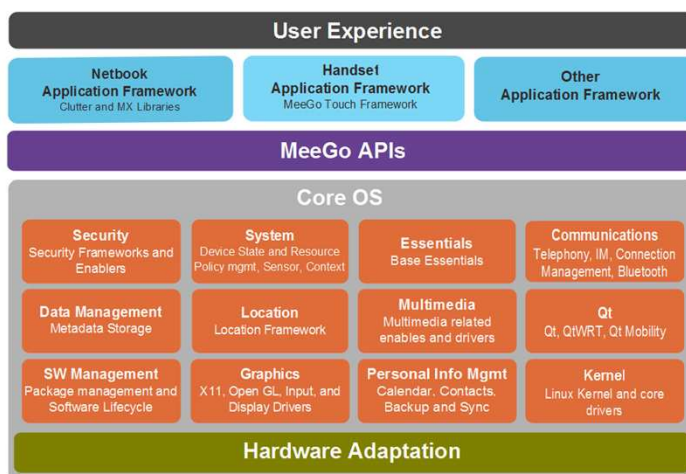 User Experience
Netbook
Application Framework
Clutter and MX Libraries
Handset
Application Framework
MeeGo Touch Framework
Other
Application Framework
MeeGo APIs
Core OS
Security
Security Frameworks and
Enablers
System
Device State and Resource
Policy mgmt, Sensor, Context
Essentials
Base Essentials
Communications
Telephony, IM, Connection
Management, Bluetooth
Data Management
Metadata Storage
Location
Location Framework
Multimedia
Multimedia related
enables and drivers
Qt
Qt, QtWRT, Qt Mobility
SW Management
Package management and
Software Lifecycle
Graphics
X11, Open GL, Input, and
Display Drivers
Personal Info Mgmt
Calendar, Contacts,
Backup and Sync
Kernel
Linux Kernel and core
drivers
Hardware Adaptation